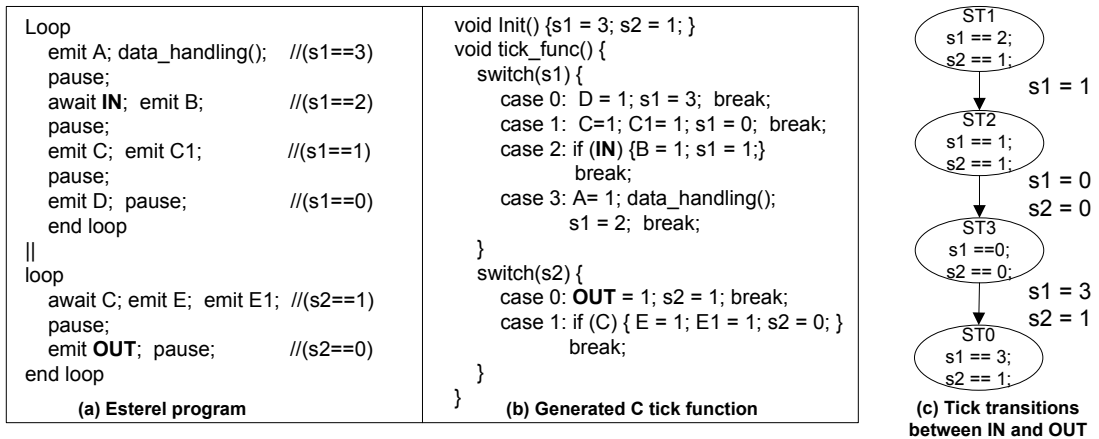 Loop
emit A; data_handling(); //(s1==3)
pause;
await IN; emit B; //(s1==2)
pause;
emit C; emit C1; //(s1==1)
pause;
emit D; pause; //(s1==0)
end loop
||
loop
await C; emit E; emit E1; //(s2==1)
pause;
emit OUT; pause; //(s2==0)
end loop
(a) Esterel program
void Init() {s1 = 3; s2 = 1; }
void tick_func() {
switch(s1) {
case 0: D = 1; s1 = 3; break;
case 1: C=1; C1= 1; s1 = 0; break;
case 2: if (IN) {B = 1; s1 = 1;}
break;
case 3: A= 1; data_handling();
s1 = 2; break;
}
switch(s2) {
case 0: OUT = 1; s2 = 1; break;
case 1: if (C) { E = 1; E1 = 1; s2 = 0; }
break;
}
}
(b) Generated C tick function
ST1
s1 == 2;
s2 == 1;
s1 = 1
ST2
s1 == 1;
s2 == 1;
s1 = 0
s2 = 0
ST3
s1 ==0;
s2 == 0;
s1 = 3
s2 = 1
ST0
s1 == 3;
s2 == 1;
(c) Tick transitions
between IN and OUT